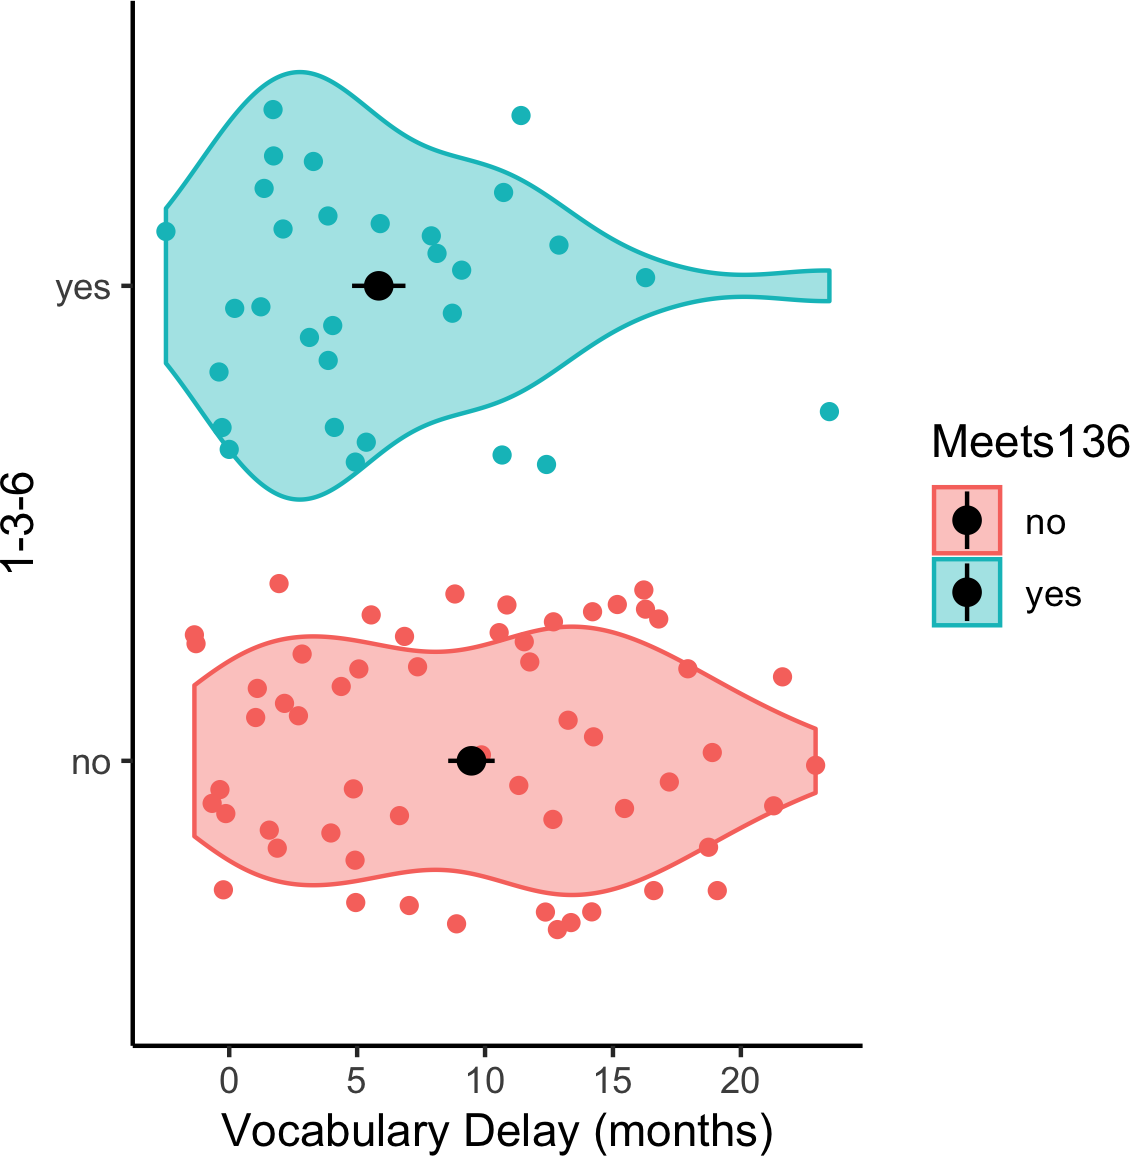 yes
no
1-3-6
0 5 10 15 20
Vocabulary Delay (months)
Meets136
no
yes